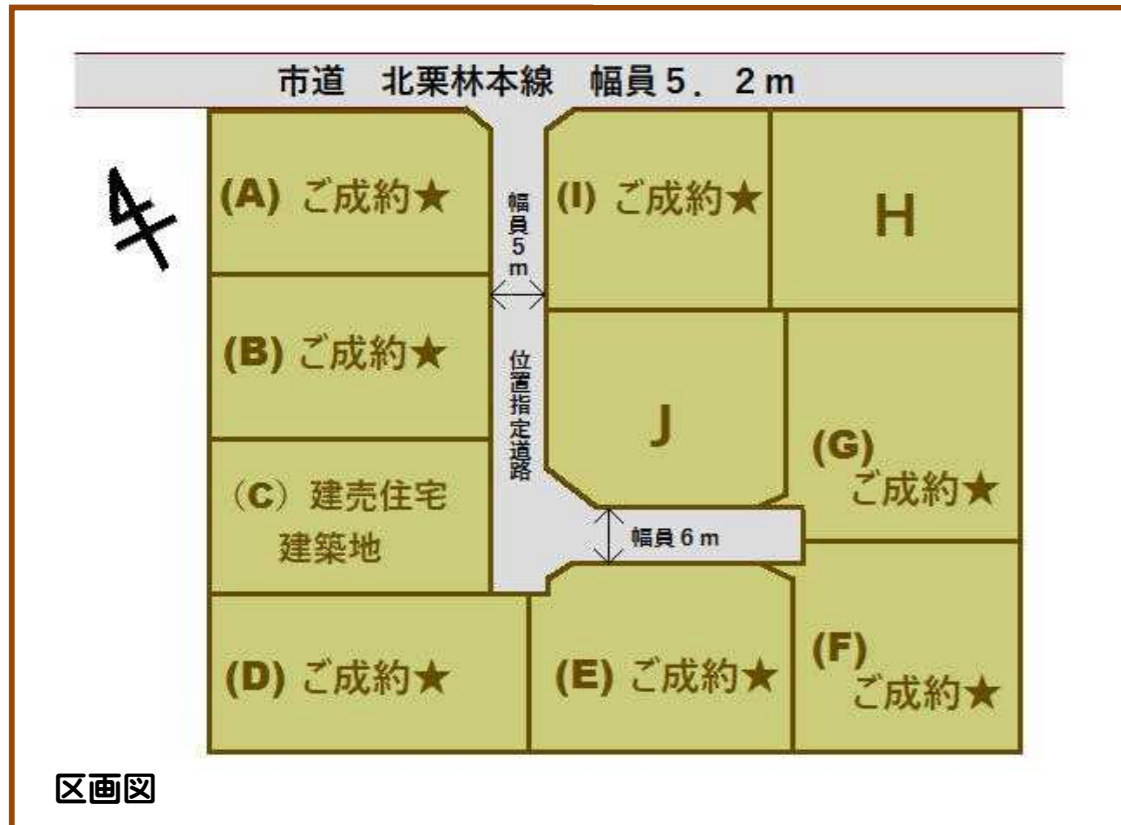 市道 北栗林本線 幅員5.2m
(A) ご成約★
幅員5m
(I) ご成約★
H
(B) ご成約★
位置指定道路
J
(G)
ご成約★
(C) 建売住宅
建築地
幅員6m
(D) ご成約★
(E) ご成約★
(F)
ご成約★
区画図